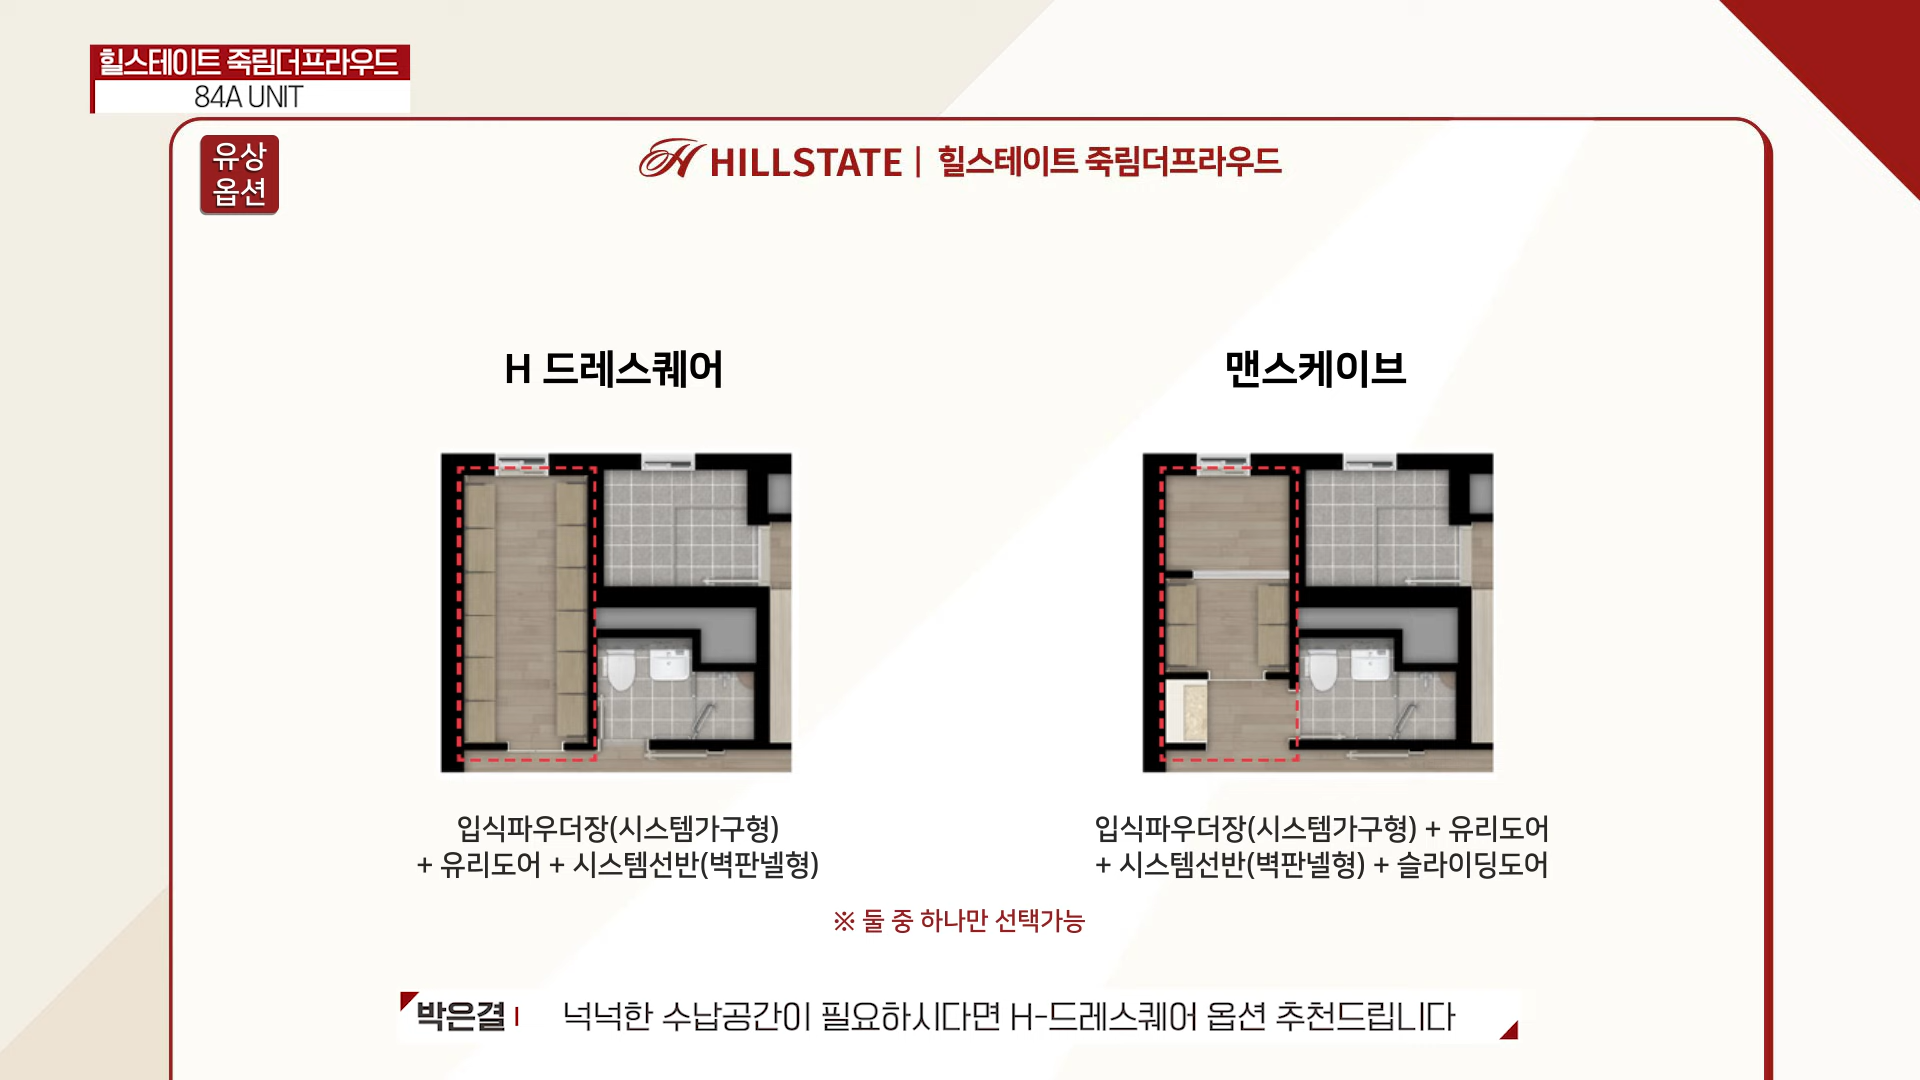 힐스테이트 죽림더프라우드
84A UNIT
유상
옵션
H HILLSTATE | 힐스테이트 죽림더프라우드
H 드레스퀘어
맨스케이브
입식파우더장(시스템가구형)
+ 유리도어 + 시스템선반(벽판넬형)
입식파우더장(시스템가구형) + 유리도어
+ 시스템선반(벽판넬형) + 슬라이딩도어
※ 둘 중 하나만 선택가능
박은결 | 넉넉한 수납공간이 필요하시다면 H-드레스퀘어 옵션 추천드립니다